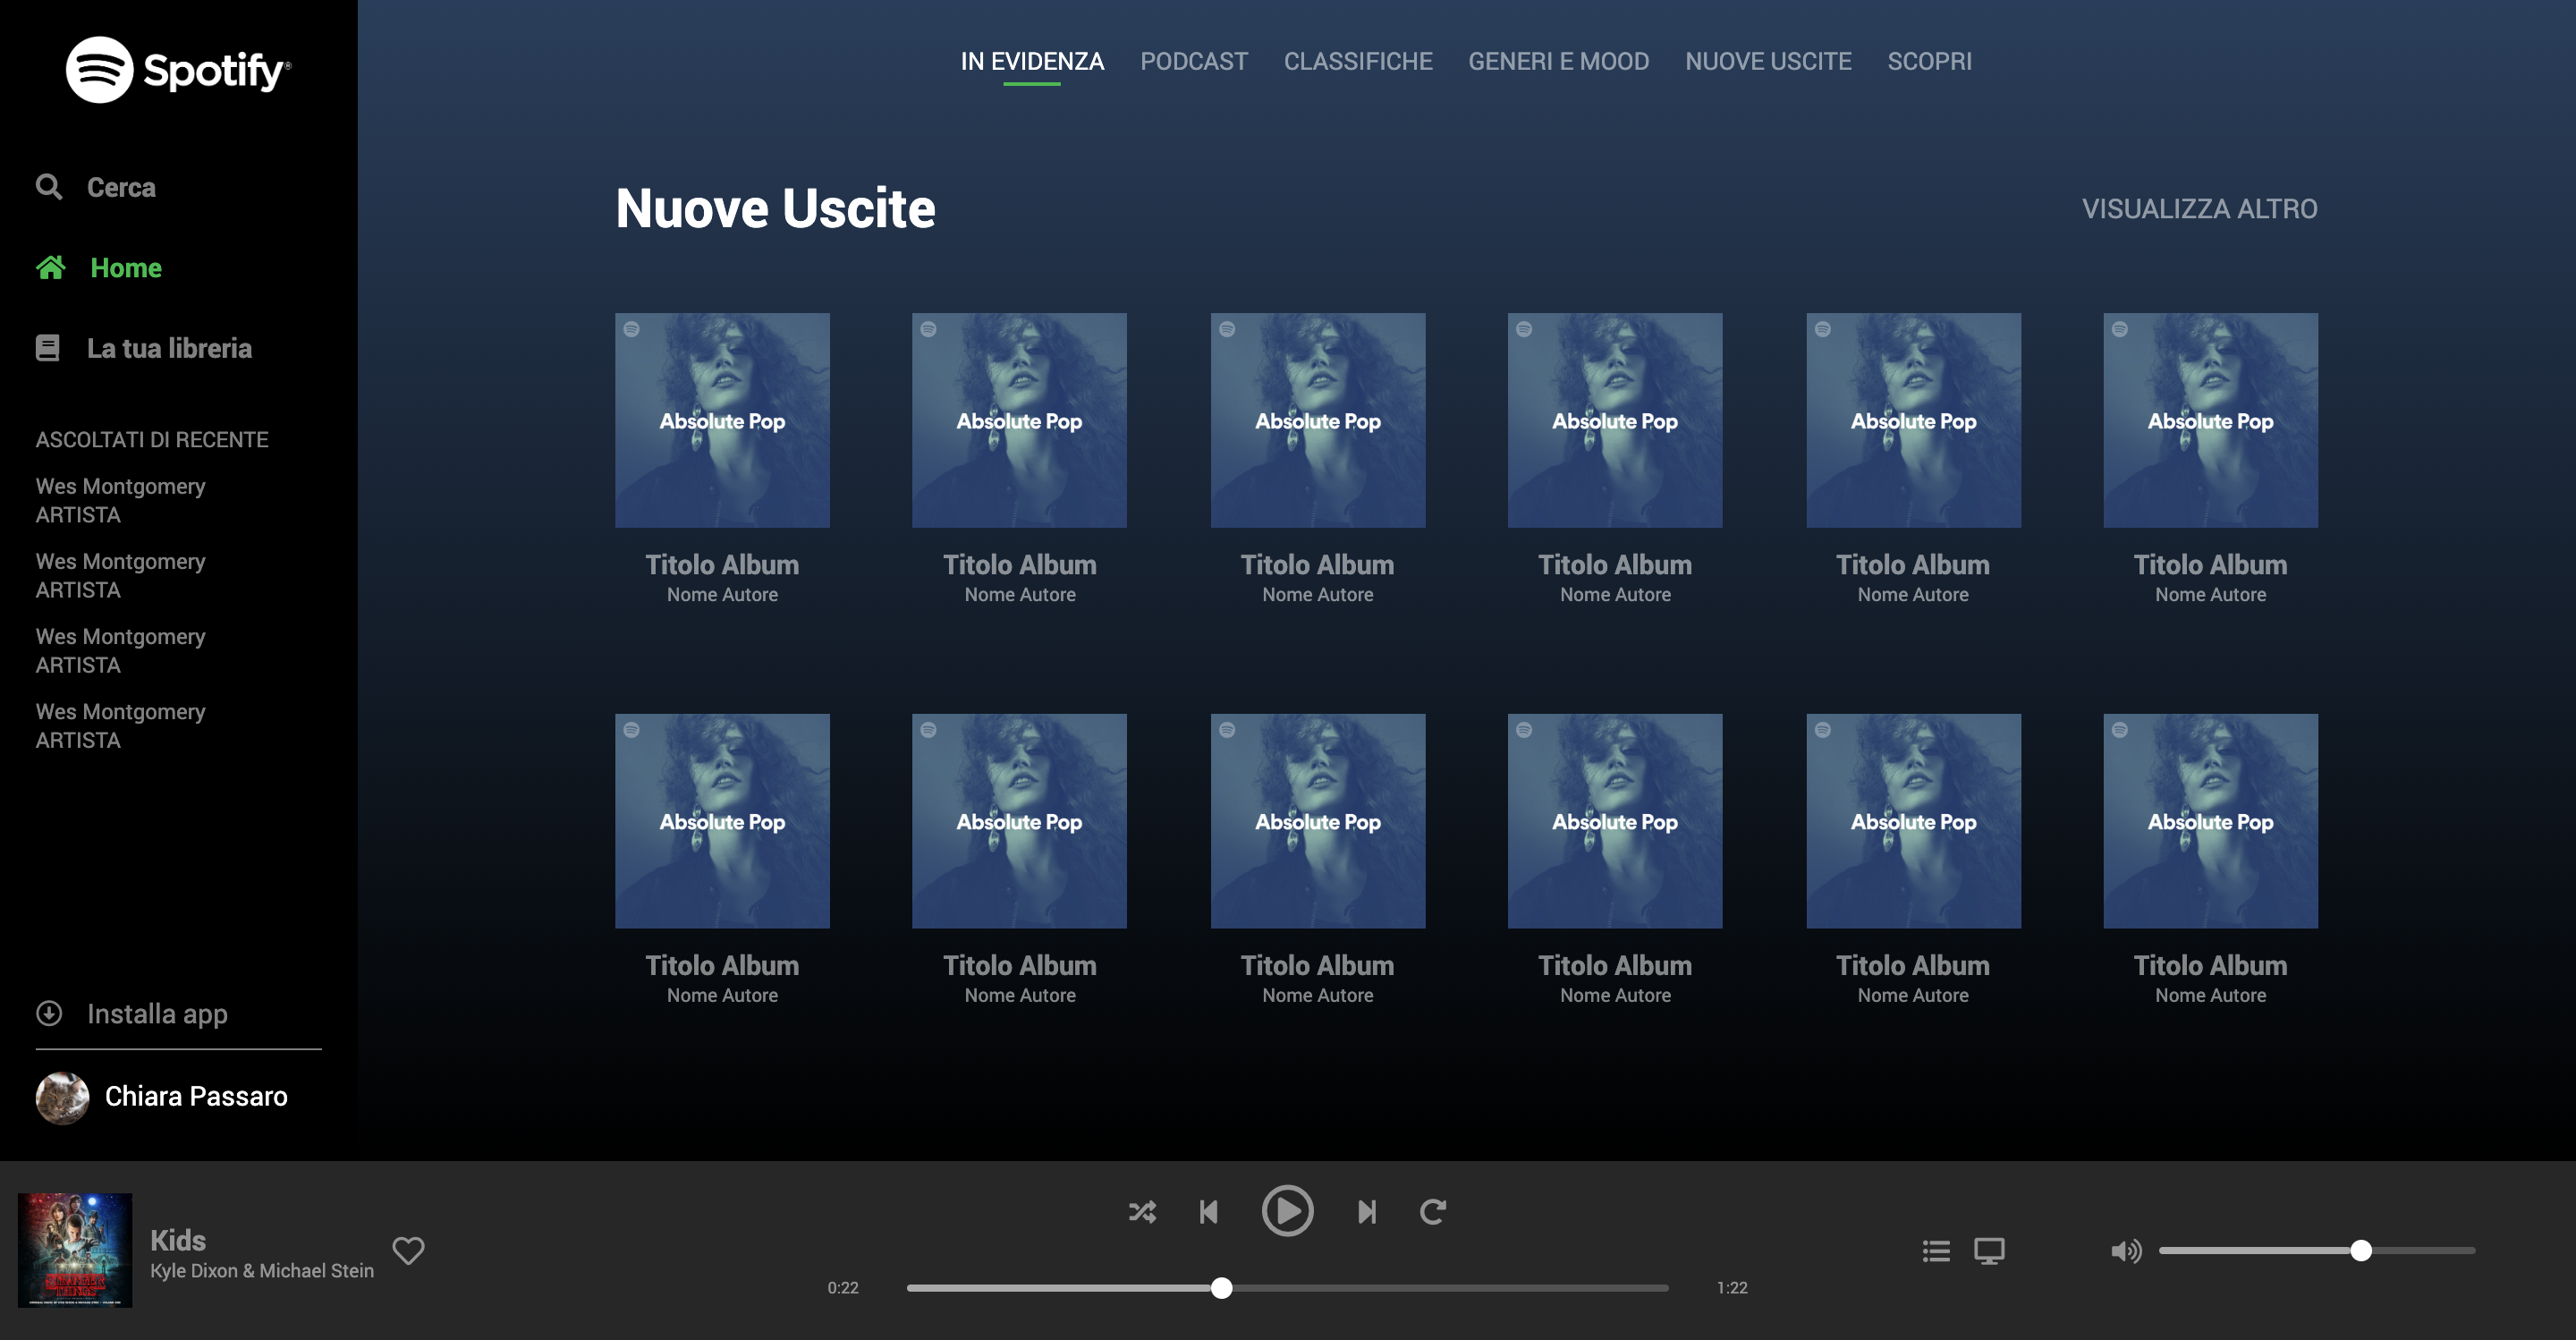 Spotify®
Cerca
Home
La tua libreria
ASCOLTATI DI RECENTE
Wes Montgomery
ARTISTA
Wes Montgomery
ARTISTA
Wes Montgomery
ARTISTA
Wes Montgomery
ARTISTA
Installa app
Chiara Passaro
IN EVIDENZA PODCAST CLASSIFICHE GENERI E MOOD NUOVE USCITE SCOPRI
Nuove Uscite VISUALIZZA ALTRO
Absolute Pop Absolute Pop Absolute Pop Absolute Pop Absolute Pop Absolute Pop
Titolo Album Titolo Album Titolo Album Titolo Album Titolo Album Titolo Album
Nome Autore Nome Autore Nome Autore Nome Autore Nome Autore Nome Autore
Absolute Pop Absolute Pop Absolute Pop Absolute Pop Absolute Pop Absolute Pop
Titolo Album Titolo Album Titolo Album Titolo Album Titolo Album Titolo Album
Nome Autore Nome Autore Nome Autore Nome Autore Nome Autore Nome Autore
STRANGER
THINGS
Kids
Kyle Dixon & Michael Stein
0:22 1:22